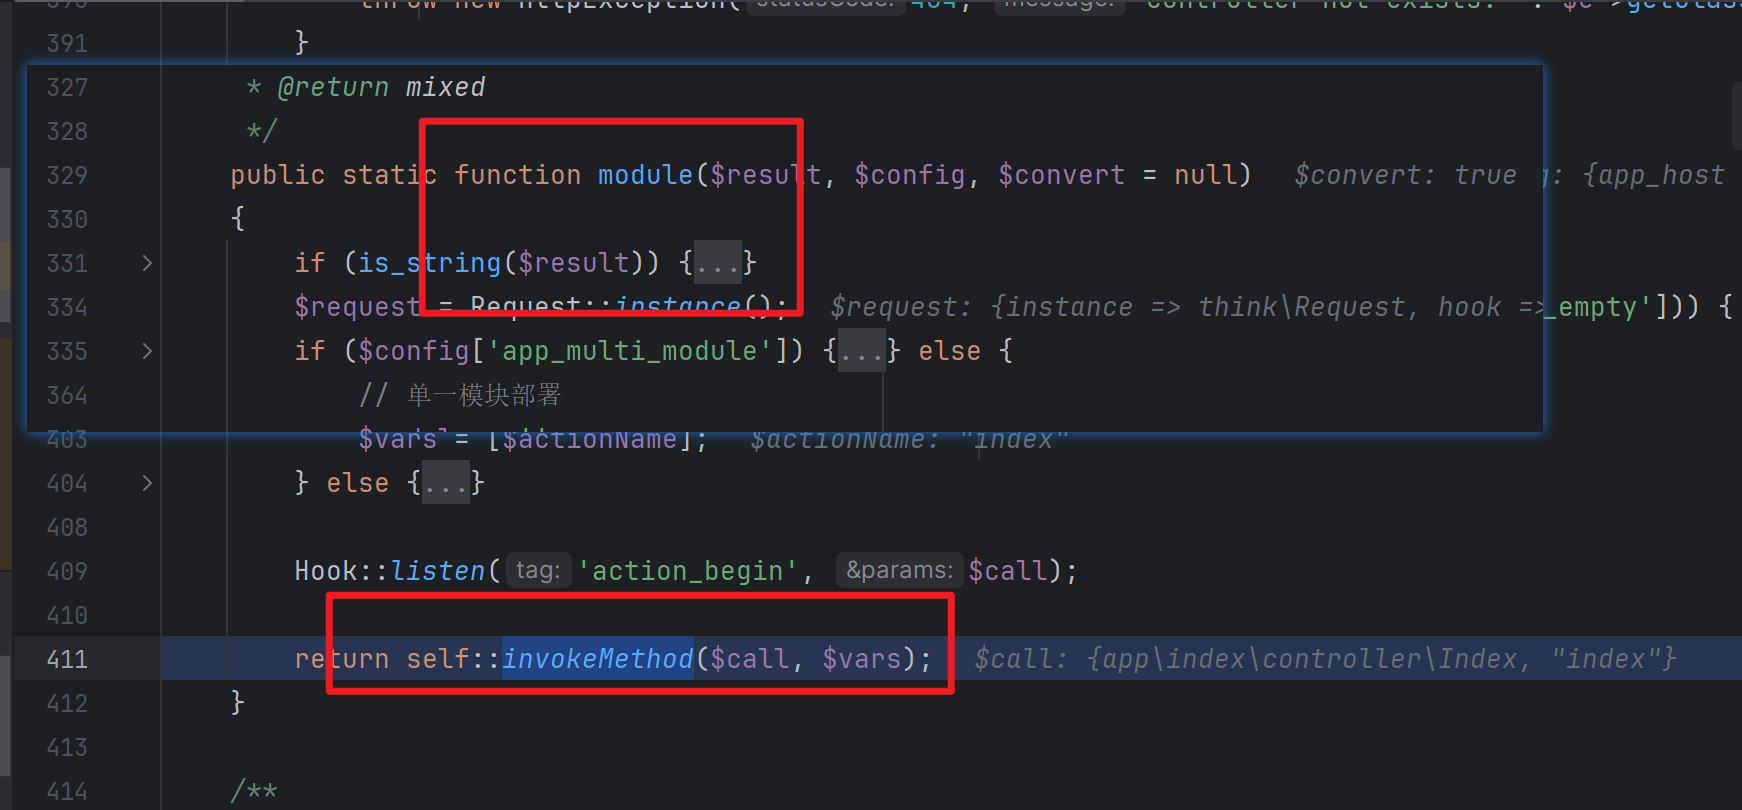 390 throw new HttpException( statusCode: 404, message: 'controller not exists:' . $e->getClass
391 }
327 * @return mixed
328 */
329 public static function module($result, $config, $convert = null) $convert: true g: {app_host
330 {
331 if (is_string($result)) {...}
334 $request = Request::instance(); $request: {instance => think\Request, hook => _empty'])) {
335 if ($config['app_multi_module']) {...} else {
364 // 单一模块部署
403 $vars = [$actionName]; $actionName: "index"
404 } else {...}
408
409 Hook::listen( tag: 'action_begin', &params: $call);
410
411 return self::invokeMethod($call, $vars); $call: {app\index\controller\Index, "index"}
412 }
413
414 /**